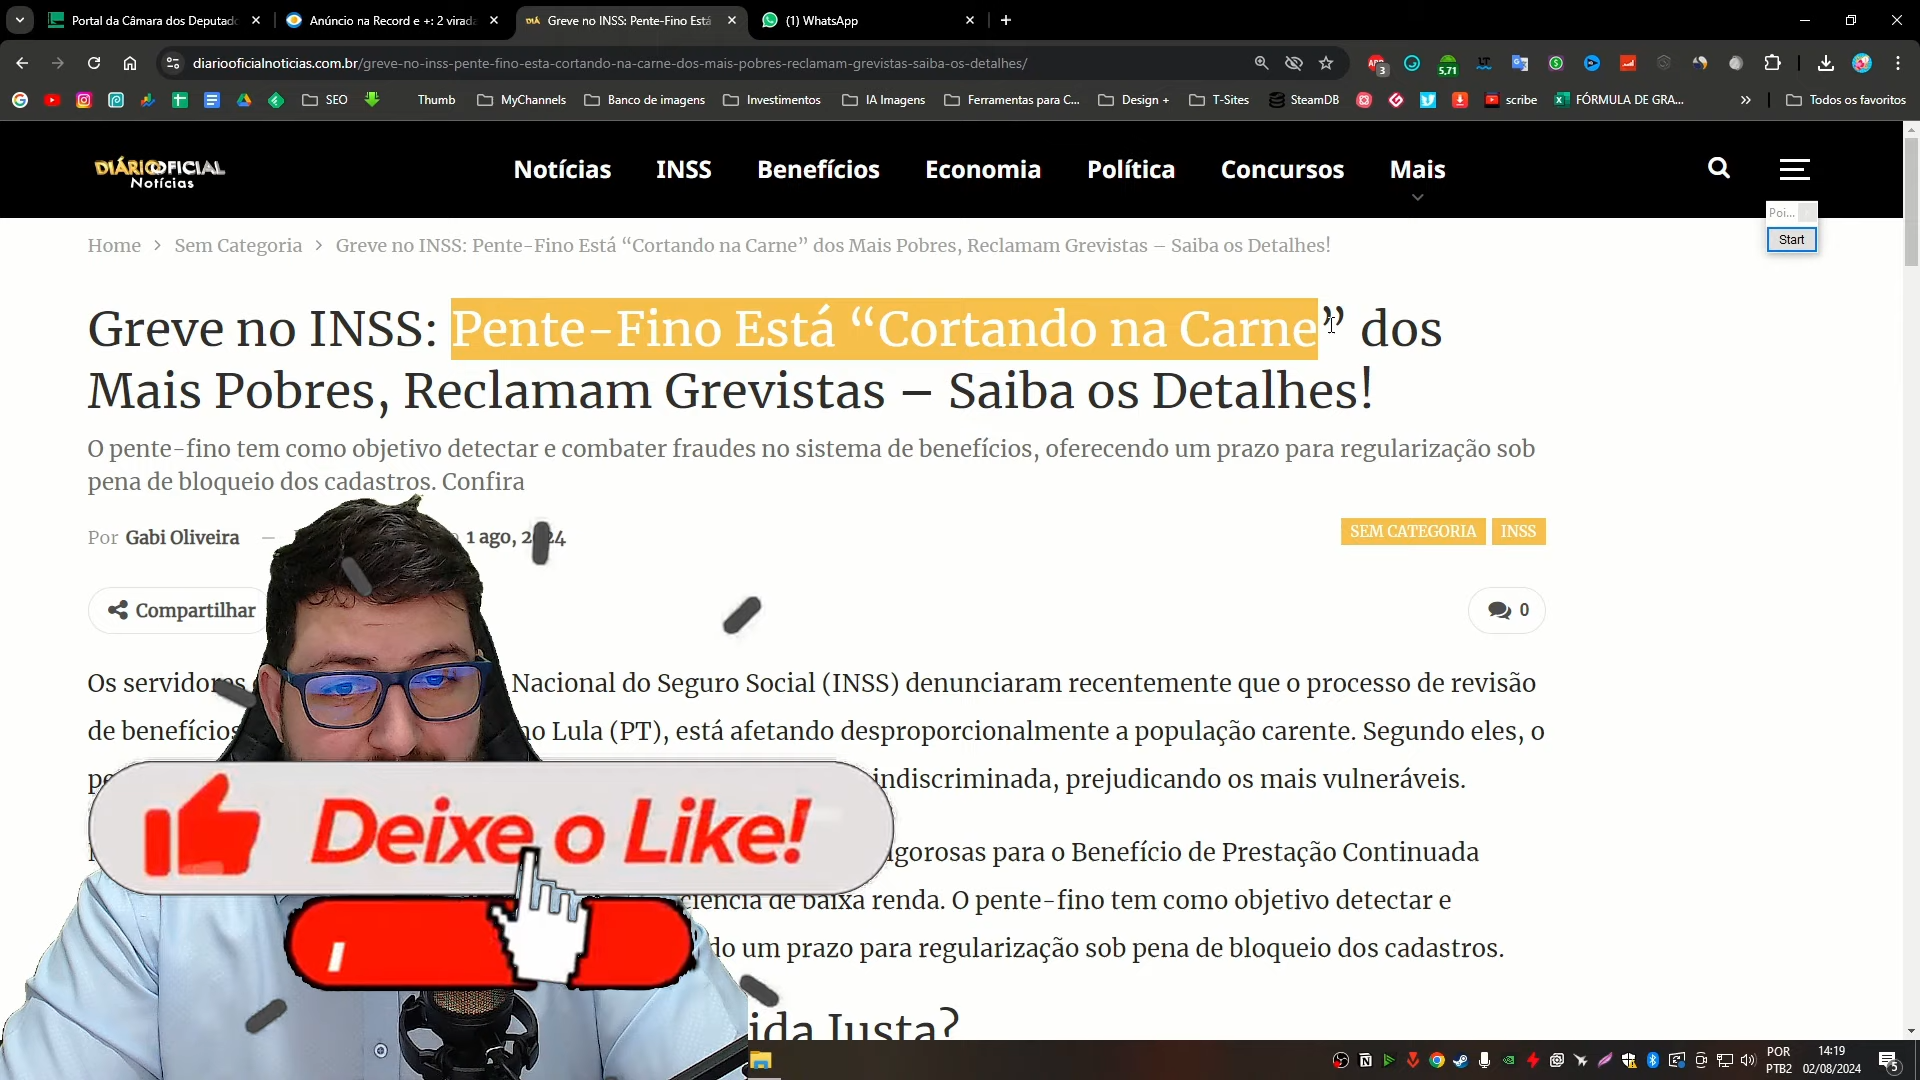 Portal da Câmara dos Deputado
Anúncio na Record e +: 2 virada
Greve no INSS: Pente-Fino Está
(1) WhatsApp
diariooficialnoticias.com.br/greve-no-inss-pente-fino-esta-cortando-na-carne-dos-mais-pobres-reclamam-grevistas-saiba-os-detalhes/
3
5,71
SEO
Thumb
MyChannels
Banco de imagens
Investimentos
IA Imagens
Ferramentas para C...
Design +
T-Sites
SteamDB
scribe
FÓRMULA DE GRA...
Todos os favoritos
DIÁRIO OFICIAL
Notícias
Notícias
INSS
Benefícios
Economia
Política
Concursos
Mais
Poi...
Start
Home > Sem Categoria > Greve no INSS: Pente-Fino Está “Cortando na Carne” dos Mais Pobres, Reclamam Grevistas – Saiba os Detalhes!
Greve no INSS: Pente-Fino Está “Cortando na Carne” dos
Mais Pobres, Reclamam Grevistas – Saiba os Detalhes!
O pente-fino tem como objetivo detectar e combater fraudes no sistema de benefícios, oferecendo um prazo para regularização sob
pena de bloqueio dos cadastros. Confira
Por Gabi Oliveira —
1 ago, 2024
SEM CATEGORIA
INSS
Compartilhar
0
Os servidores Nacional do Seguro Social (INSS) denunciaram recentemente que o processo de revisão
de benefícios Lula (PT), está afetando desproporcionalmente a população carente. Segundo eles, o
indiscriminada, prejudicando os mais vulneráveis.
Deixe o Like!
para o Benefício de Prestação Continuada
de baixa renda. O pente-fino tem como objetivo detectar e
um prazo para regularização sob pena de bloqueio dos cadastros.
I
Justa?
POR
PTB2
14:19
02/08/2024
5